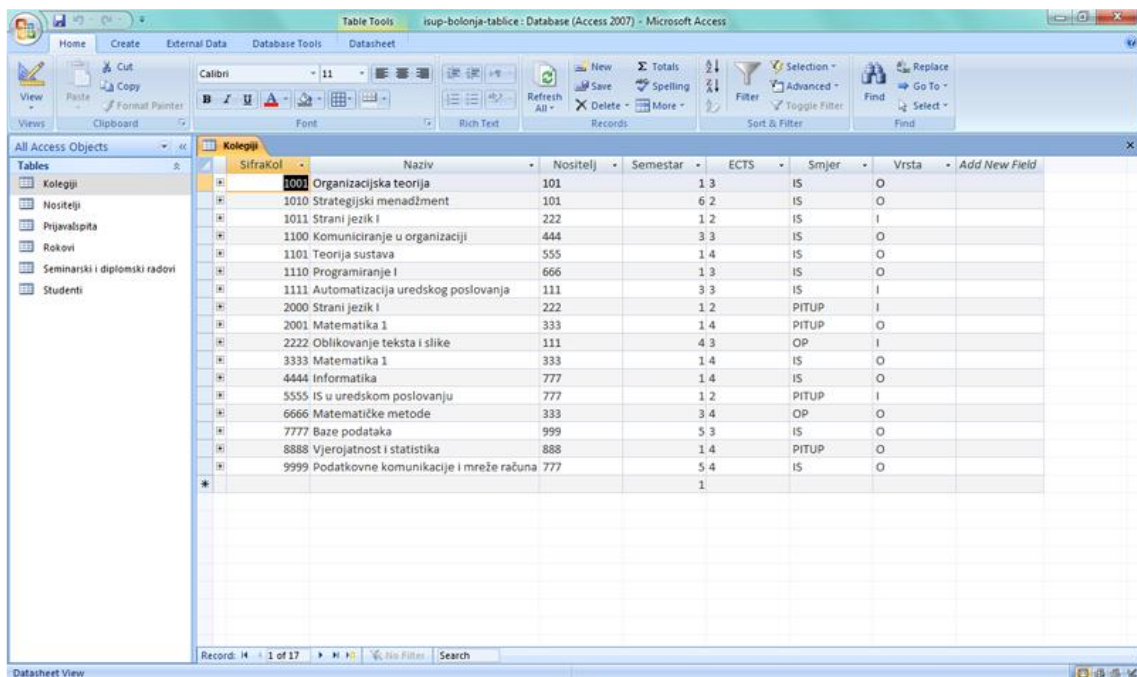 Table Tools isup-bolonja-tablice : Database (Access 2007) - Microsoft Access
Home Create External Data Database Tools Datasheet
View
Views
Paste
Cut
Copy
Format Painter
Clipboard
Calibri 11
B I U A
Font
Rich Text
Refresh All
New
Save
Delete
Σ Totals
Spelling
More
Records
Filter
Selection
Advanced
Toggle Filter
Sort & Filter
Find
Replace
Go To
Select
Find
All Access Objects
Tables
Kolegiji
Nositelji
PrijavaIspita
Rokovi
Seminarski i diplomski radovi
Studenti
Kolegiji
SifraKol Naziv Nositelj Semestar ECTS Smjer Vrsta Add New Field
1001 Organizacijska teorija 101 1 3 IS O
1010 Strategijski menadžment 101 6 2 IS O
1011 Strani jezik I 222 1 2 IS I
1100 Komuniciranje u organizaciji 444 3 3 IS O
1101 Teorija sustava 555 1 4 IS O
1110 Programiranje I 666 1 3 IS O
1111 Automatizacija uredskog poslovanja 111 3 3 IS I
2000 Strani jezik I 222 1 2 PITUP I
2001 Matematika 1 333 1 4 PITUP O
2222 Oblikovanje teksta i slike 111 4 3 OP I
3333 Matematika 1 333 1 4 IS O
4444 Informatika 777 1 4 IS O
5555 IS u uredskom poslovanju 777 1 2 PITUP I
6666 Matematičke metode 333 3 4 OP O
7777 Baze podataka 999 5 3 IS O
8888 Vjerojatnost i statistika 888 1 4 PITUP O
9999 Podatkovne komunikacije i mreže računa 777 5 4 IS O
1
Record: 1 of 17 No Filter Search
Datasheet View